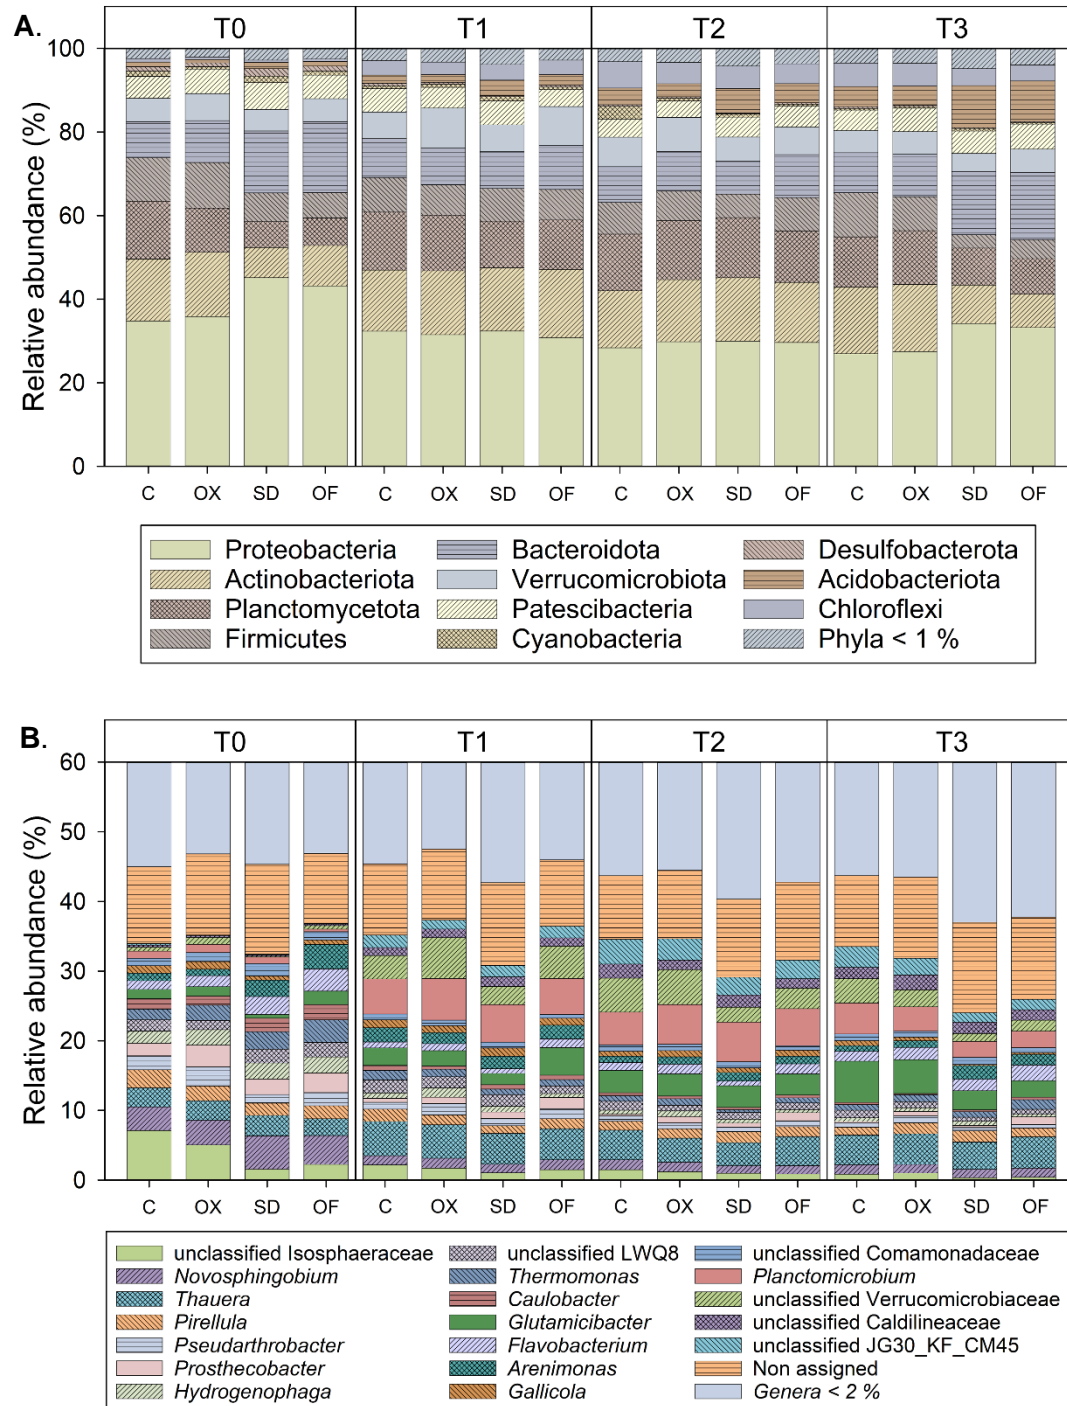 A.
T0 T1 T2 T3
Relative abundance (%)
100
80
60
40
20
0
C OX SD OF C OX SD OF C OX SD OF C OX SD OF
Proteobacteria Bacteroidota Desulfobacterota
Actinobacteriota Verrucomicrobiota Acidobacteriota
Planctomycetota Patescibacteria Chloroflexi
Firmicutes Cyanobacteria Phyla < 1 %
B.
T0 T1 T2 T3
Relative abundance (%)
60
50
40
30
20
10
0
C OX SD OF C OX SD OF C OX SD OF C OX SD OF
unclassified Isosphaeraceae unclassified LWQ8 unclassified Comamonadaceae
Novosphingobium Thermomonas Planctomicrobium
Thauera Caulobacter unclassified Verrucomicrobiaceae
Pirellula Glutamicibacter unclassified Caldilineaceae
Pseudarthrobacter Flavobacterium unclassified JG30_KF_CM45
Prosthecobacter Arenimonas Non assigned
Hydrogenophaga Gallicola Genera < 2 %